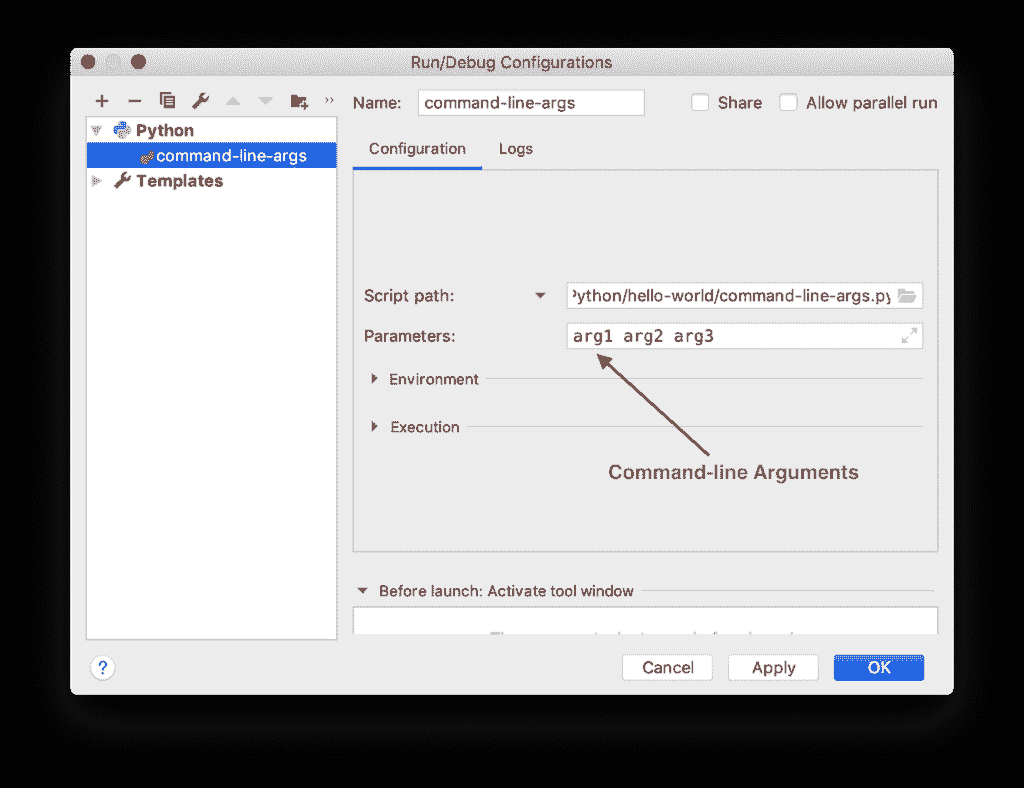 Run/Debug Configurations
Name: command-line-args Share Allow parallel run
Python
command-line-args
Templates
Configuration Logs
Script path: Python/hello-world/command-line-args.py
Parameters: arg1 arg2 arg3
Environment
Execution
Command-line Arguments
Before launch: Activate tool window
? Cancel Apply OK